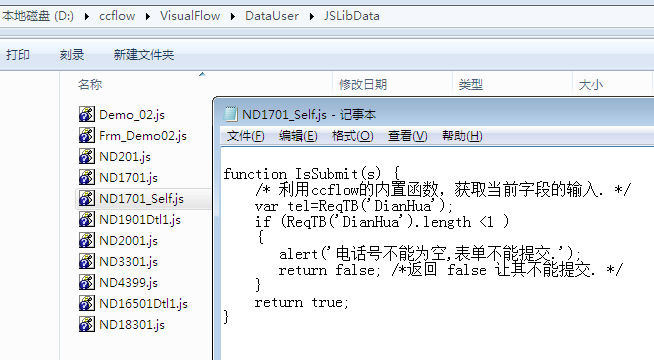 本地磁盘 (D:) ▸ ccflow ▸ VisualFlow ▸ DataUser ▸ JSLibData
打印 刻录 新建文件夹
名称 修改日期 类型 大小
Demo_02.js
Frm_Demo02.js
ND201.js
ND1701.js
ND1701_Self.js
ND1901Dtl1.js
ND2001.js
ND3301.js
ND4399.js
ND16501Dtl1.js
ND18301.js
ND1701_Self.js - 记事本
文件(F) 编辑(E) 格式(O) 查看(V) 帮助(H)
function IsSubmit(s) {
/* 利用ccflow的内置函数, 获取当前字段的输入. */
var tel=ReqTB('DianHua');
if (ReqTB('DianHua').length <1 )
{
alert('电话号不能为空,表单不能提交.');
return false; /*返回 false 让其不能提交. */
}
return true;
}